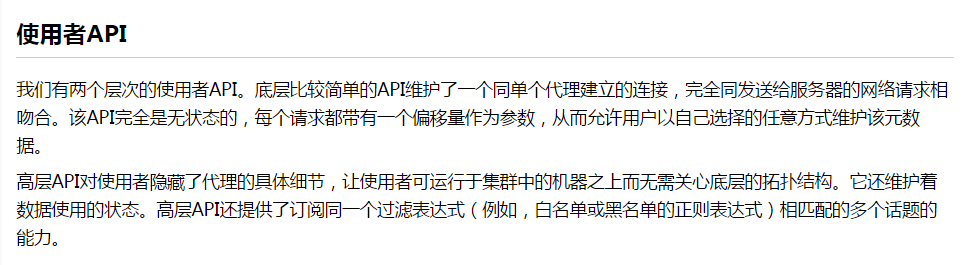 使用者API
我们有两个层次的使用者API。底层比较简单的API维护了一个同单个代理建立的连接，完全同发送给服务器的网络请求相
吻合。该API完全是无状态的，每个请求都带有一个偏移量作为参数，从而允许用户以自己选择的任意方式维护该元数
据。
高层API对使用者隐藏了代理的具体细节，让使用者可运行于集群中的机器之上而无需关心底层的拓扑结构。它还维护着
数据使用的状态。高层API还提供了订阅同一个过滤表达式（例如，白名单或黑名单的正则表达式）相匹配的多个话题的
能力。